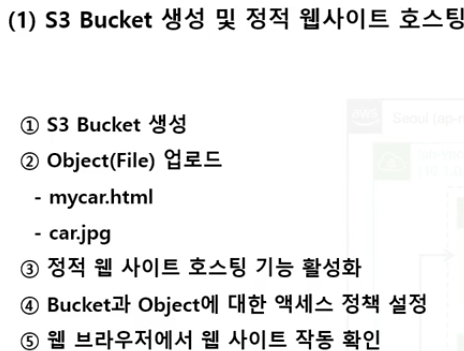 (1) S3 Bucket 생성 및 정적 웹사이트 호스팅
aws
Seoul (ap-n
① S3 Bucket 생성
② Object(File) 업로드
- mycar.html
- car.jpg
③ 정적 웹 사이트 호스팅 기능 활성화
④ Bucket과 Object에 대한 액세스 정책 설정
⑤ 웹 브라우저에서 웹 사이트 작동 확인